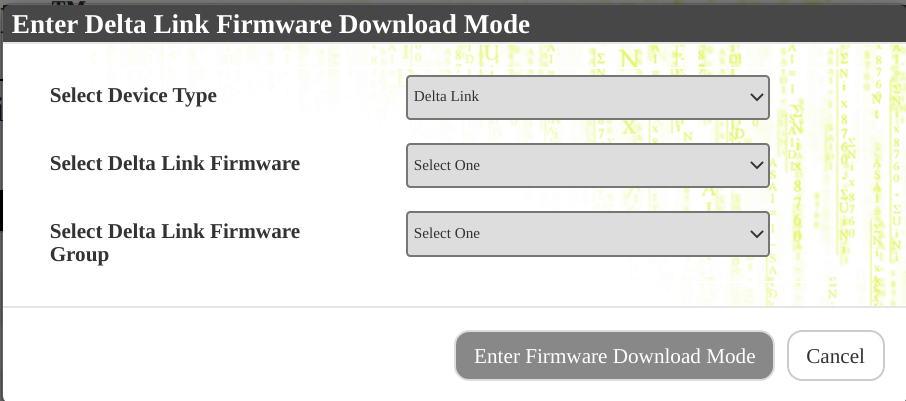 Enter Delta Link Firmware Download Mode
Select Device Type
Delta Link
Select Delta Link Firmware
Select One
Select Delta Link Firmware
Group
Select One
Enter Firmware Download Mode
Cancel